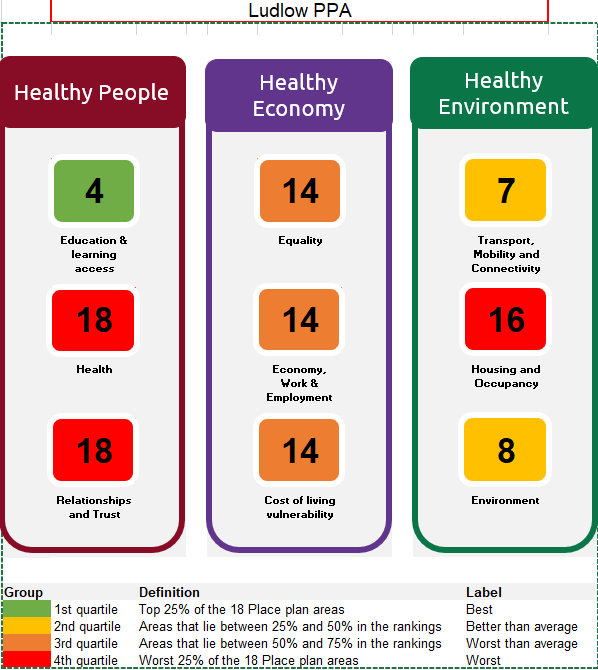 Ludlow PPA
Healthy People
4
Education &
learning
access
18
Health
18
Relationships
and Trust
Healthy
Economy
14
Equality
14
Economy,
Work &
Employment
14
Cost of living
vulnerability
Healthy
Environment
7
Transport,
Mobility and
Connectivity
16
Housing and
Occupancy
8
Environment
Group Definition Label
1st quartile Top 25% of the 18 Place plan areas Best
2nd quartile Areas that lie between 25% and 50% in the rankings Better than average
3rd quartile Areas that lie between 50% and 75% in the rankings Worst than average
4th quartile Worst 25% of the 18 Place plan areas Worst